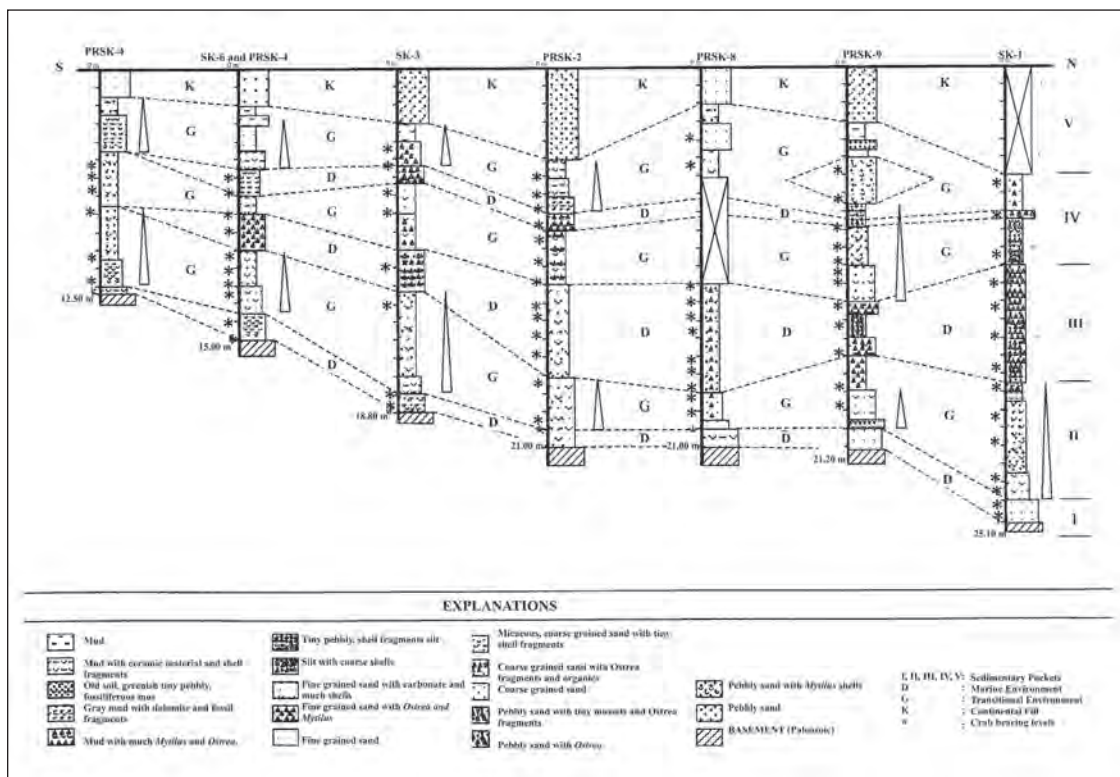 PRSK-9
SK-6 and PRSK-4
SK-3
PRSK-2
PRSK-8
PRSK-9
SK-1
S
N
K
K
K
K
K
V
G
G
G
G
G
G
D
D
D
D
G
IV
G
G
G
G
G
D
D
D
D
III
G
G
G
G
G
II
D
D
D
D
I
12.50 m
15.00 m
18.80 m
21.00 m
21.00 m
21.20 m
25.10 m
EXPLANATIONS
Mud
Mud with ceramic material and shell
fragments
Old soil, greenish tiny pebbly,
fossiliferous mus
Gray mud with dalomite and fossil
fragments
Mud with much Mytilus and Ostrea.
Tiny pebbly, shell fragments slit
Slit with coarse shells
Fine grained sand with carbonate and
much shells
Fine grained sand with Ostrea and
Mytilus
Fine grained sand
Micaceous, coarse grained sand with tiny
shell fragments
Coarse grained sand with Ostrea
fragments and organics
Coarse grained sand
Pebbly sand with tiny mussels and Ostrea
fragments
Pebbly sand with Ostrea
Pebbly sand with Mytilus shells
Pebbly sand
BASEMENT (Paleozoic)
I, II, III, IV, V: Sedimentary Packets
D : Marine Environment
G : Transitional Environment
K : Continental Fill
* : Crab bearing levels